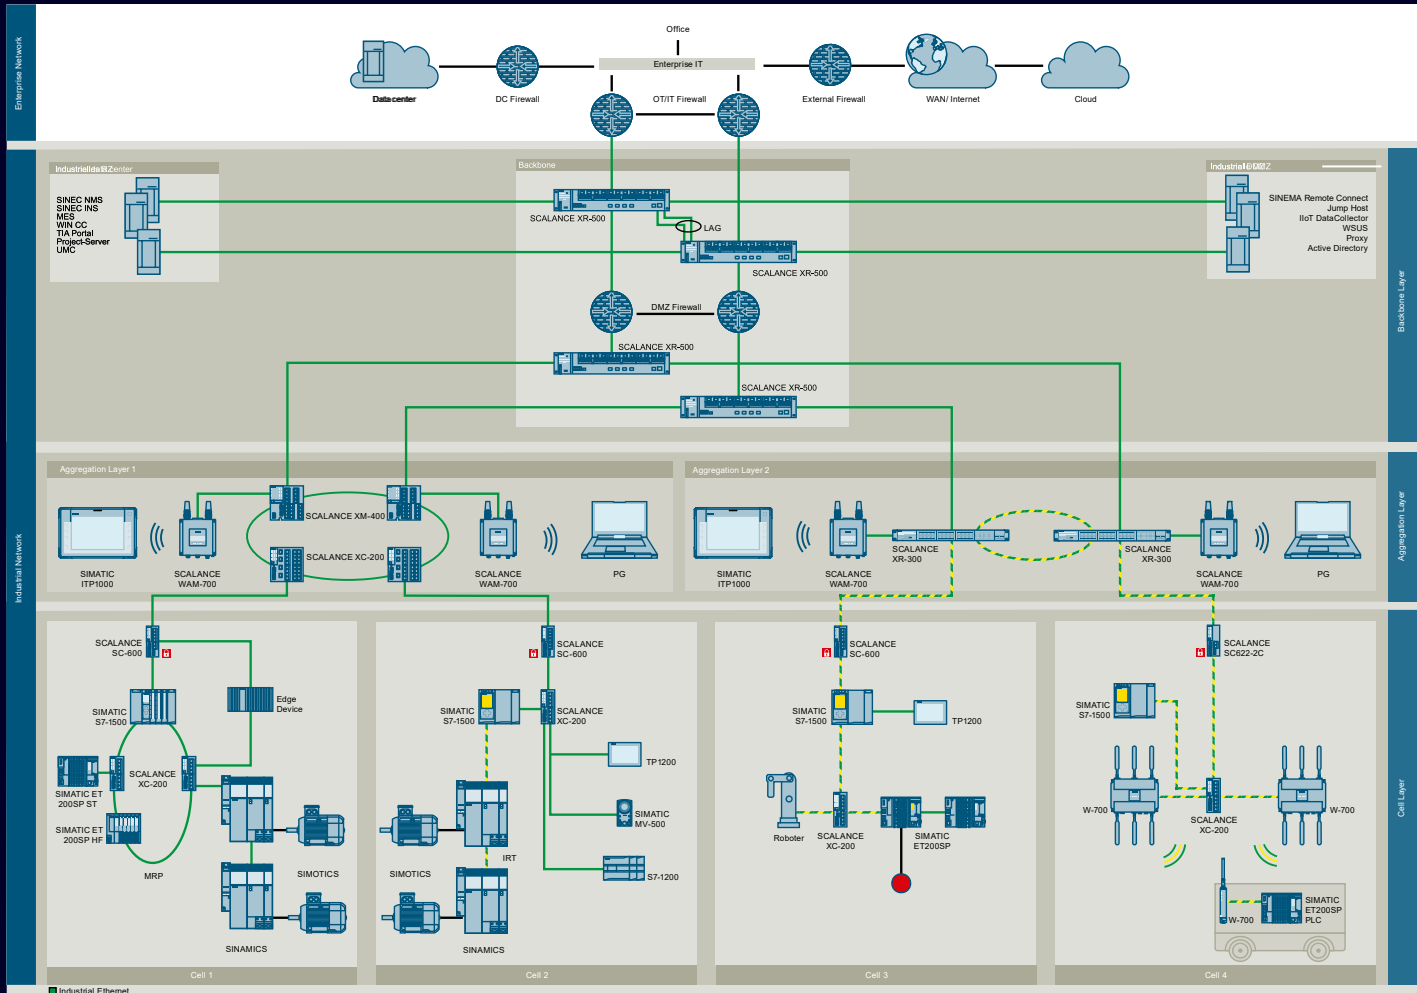 Office
Enterprise IT
Datacenter
DC Firewall
OT/IT Firewall
External Firewall
WAN/ Internet
Cloud
Enterprise Network
Industrial Network
Backbone Layer
Aggregation Layer
Cell Layer
Backbone
SINEC NMS
SINEC INS
MES
WIN CC
TIA Portal
Project-Server
UMC
SCALANCE XR-500
LAG
SCALANCE XR-500
SINEMA Remote Connect
Jump Host
IIoT DataCollector
WSUS
Proxy
Active Directory
DMZ Firewall
SCALANCE XR-500
SCALANCE XR-500
Aggregation Layer 1
Aggregation Layer 2
SCALANCE XM-400
SCALANCE XC-200
SIMATIC
ITP1000
SCALANCE
WAM-700
SCALANCE
WAM-700
PG
SIMATIC
ITP1000
SCALANCE
WAM-700
SCALANCE
XR-300
SCALANCE
XR-300
SCALANCE
WAM-700
PG
SCALANCE
SC-600
SIMATIC
S7-1500
Edge
Device
SCALANCE
XC-200
SIMATIC ET
200SP ST
SIMATIC ET
200SP HF
MRP
SIMOTICS
SINAMICS
Cell 1
SCALANCE
SC-600
SIMATIC
S7-1500
SCALANCE
XC-200
TP1200
SIMATIC
MV-500
IRT
S7-1200
SIMOTICS
SINAMICS
Cell 2
SCALANCE
SC-600
SIMATIC
S7-1500
TP1200
Roboter
SCALANCE
XC-200
SIMATIC
ET200SP
Cell 3
SCALANCE
SC622-2C
SIMATIC
S7-1500
W-700
W-700
SCALANCE
XC-200
W-700
SIMATIC
ET200SP
PLC
Cell 4
Industrial Ethernet